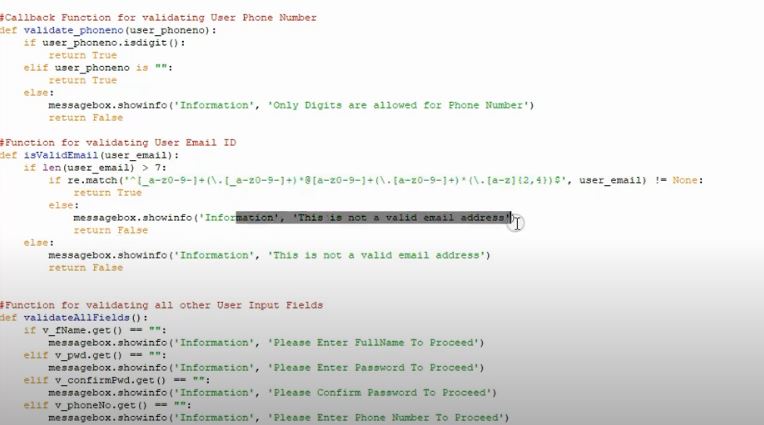 #Callback Function for validating User Phone Number
def validate_phoneno(user_phoneno):
if user_phoneno.isdigit():
return True
elif user_phoneno is "":
return True
else:
messagebox.showinfo('Information', 'Only Digits are allowed for Phone Number')
return False
#Function for validating User Email ID
def isValidEmail(user_email):
if len(user_email) > 7:
if re.match('^[_a-z0-9-]+(\.[_a-z0-9-]+)*@[a-z0-9-]+(\.[a-z0-9-]+)*(\.[a-z]{2,4})$', user_email) != None:
return True
else:
messagebox.showinfo('Information', 'This is not a valid email address'
return False
else:
messagebox.showinfo('Information', 'This is not a valid email address')
return False
#Function for validating all other User Input Fields
def validateAllFields():
if v_fName.get() == "":
messagebox.showinfo('Information', 'Please Enter FullName To Proceed')
elif v_pwd.get() == "":
messagebox.showinfo('Information', 'Please Enter Password To Proceed')
elif v_confirmPwd.get() == "":
messagebox.showinfo('Information', 'Please Confirm Password To Proceed')
elif v_phoneNo.get() == "":
messagebox.showinfo('Information', 'Please Enter Phone Number To Proceed')